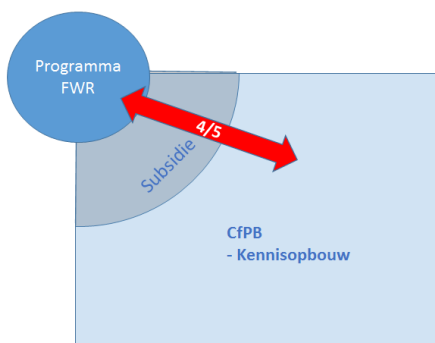 Programma
FWR
4/5
Subsidie
CfPB
- Kennisopbouw